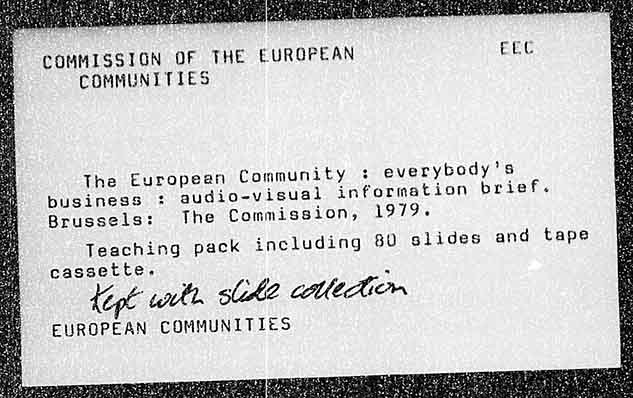 COMMISSION OF THE EUROPEAN EEC
COMMUNITIES
The European Community : everybody's
business : audio-visual information brief.
Brussels: The Commission, 1979.
Teaching pack including 80 slides and tape
cassette.
Kept with slide collection
EUROPEAN COMMUNITIES